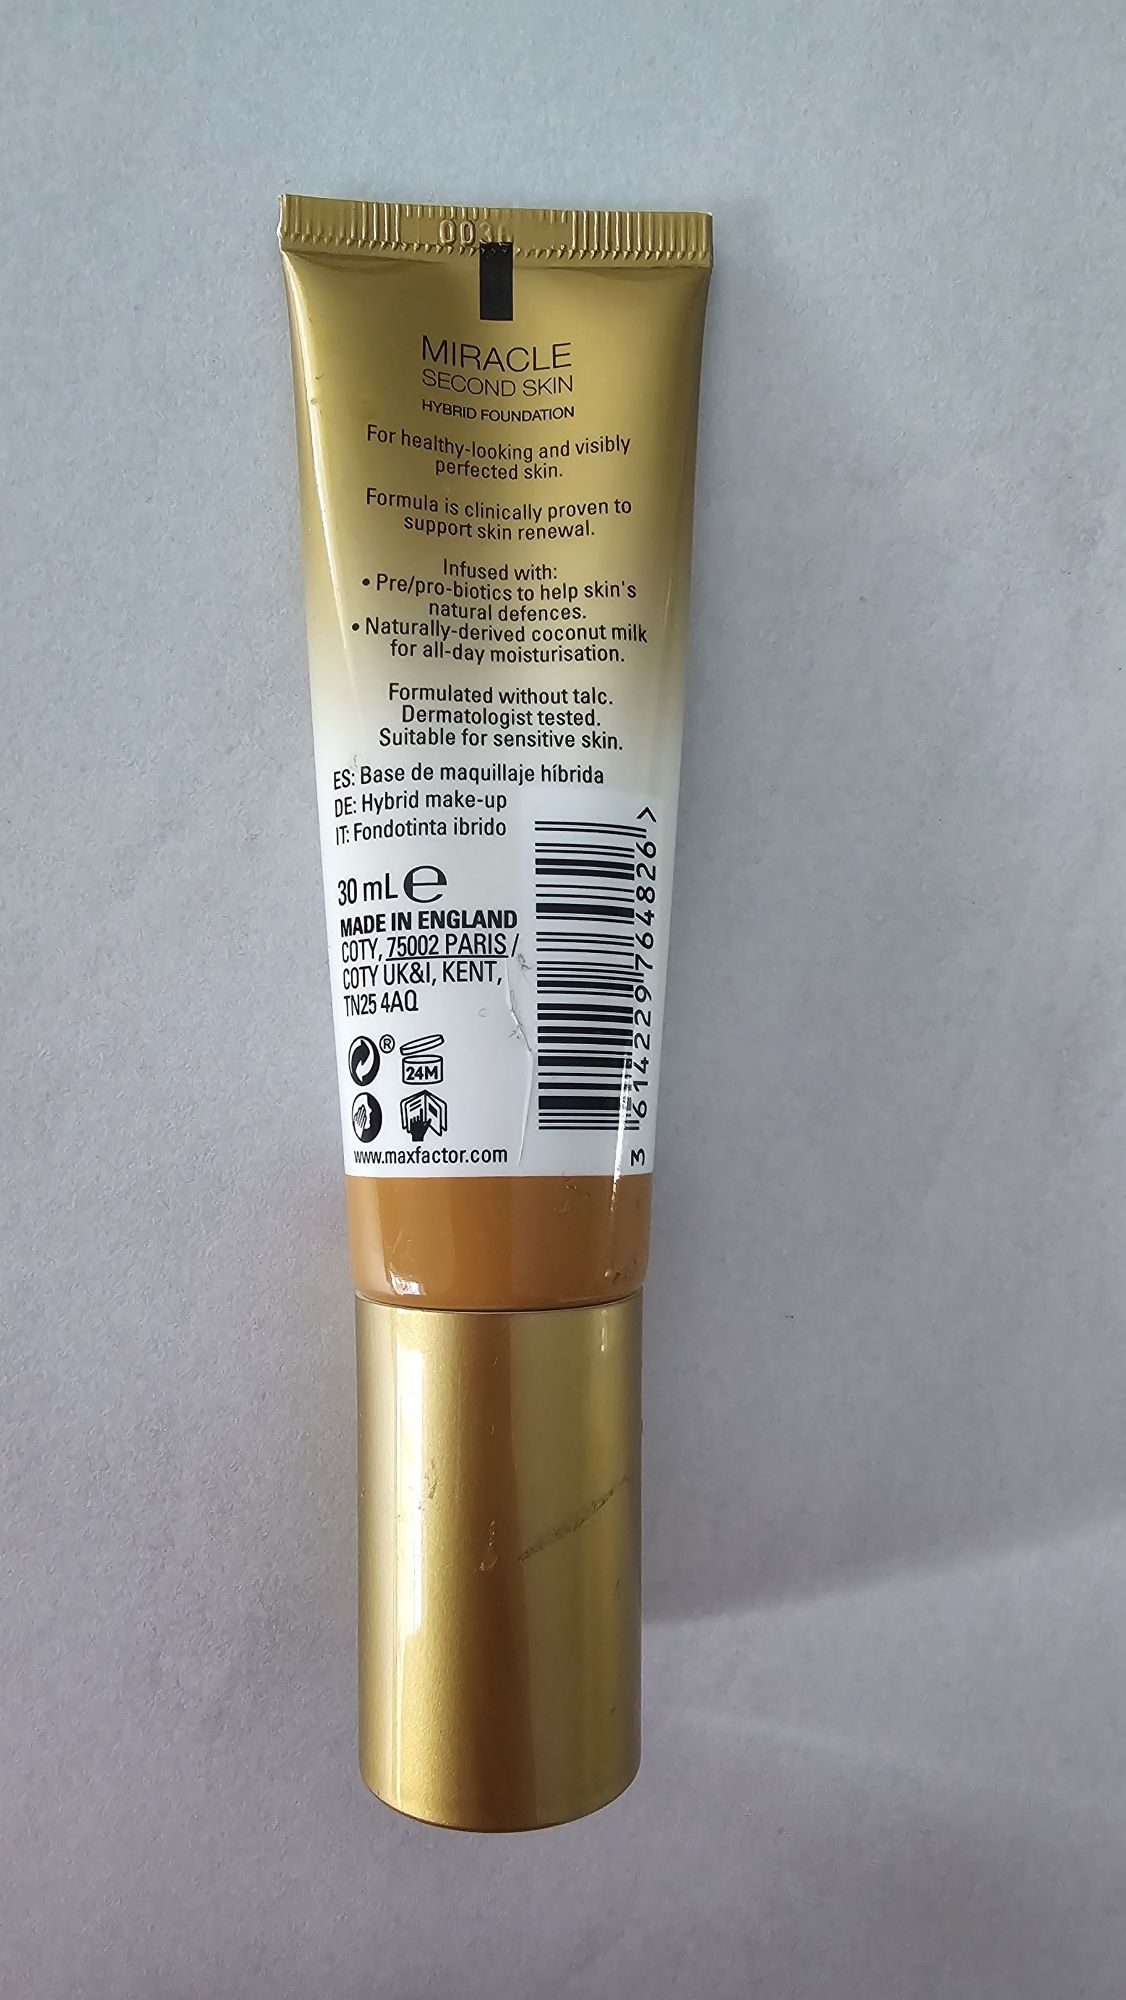 MIRACLE
SECOND SKIN
HYBRID FOUNDATION
For healthy-looking and visibly
perfected skin.
Formula is clinically proven to
support skin renewal.
Infused with:
• Pre/pro-biotics to help skin's
natural defences.
• Naturally-derived coconut milk
for all-day moisturisation.
Formulated without talc.
Dermatologist tested.
Suitable for sensitive skin.
ES: Base de maquillaje híbrida
DE: Hybrid make-up
IT: Fondotinta ibrido
30 mL ℮
MADE IN ENGLAND
COTY, 75002 PARIS /
COTY UK&I, KENT,
TN25 4AQ
®
24M
www.maxfactor.com
3 614229 764826 >